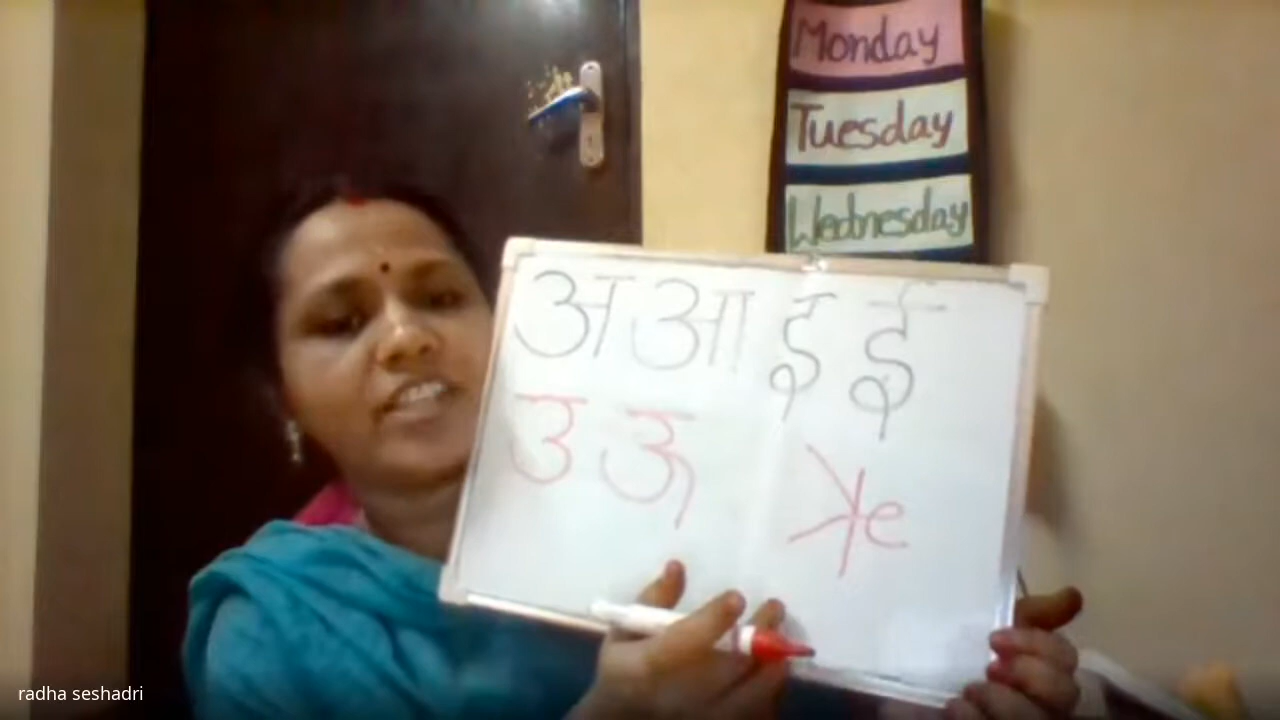 Monday
Tuesday
Wednesday
अ आ इ ई
उ ऊ ऋ
radha seshadri